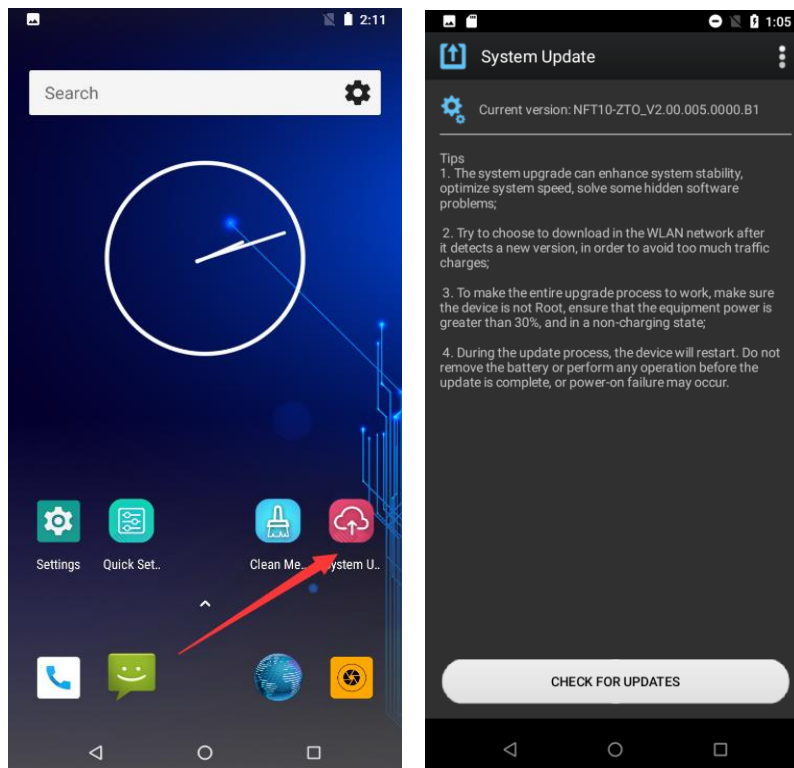 2:11
Search
Settings
Quick Set..
Clean Me..
System U..
1:05
System Update
Current version: NFT10-ZTO_V2.00.005.0000.B1
Tips
1. The system upgrade can enhance system stability,
optimize system speed, solve some hidden software
problems;
2. Try to choose to download in the WLAN network after
it detects a new version, in order to avoid too much traffic
charges;
3. To make the entire upgrade process to work, make sure
the device is not Root, ensure that the equipment power is
greater than 30%, and in a non-charging state;
4. During the update process, the device will restart. Do not
remove the battery or perform any operation before the
update is complete, or power-on failure may occur.
CHECK FOR UPDATES